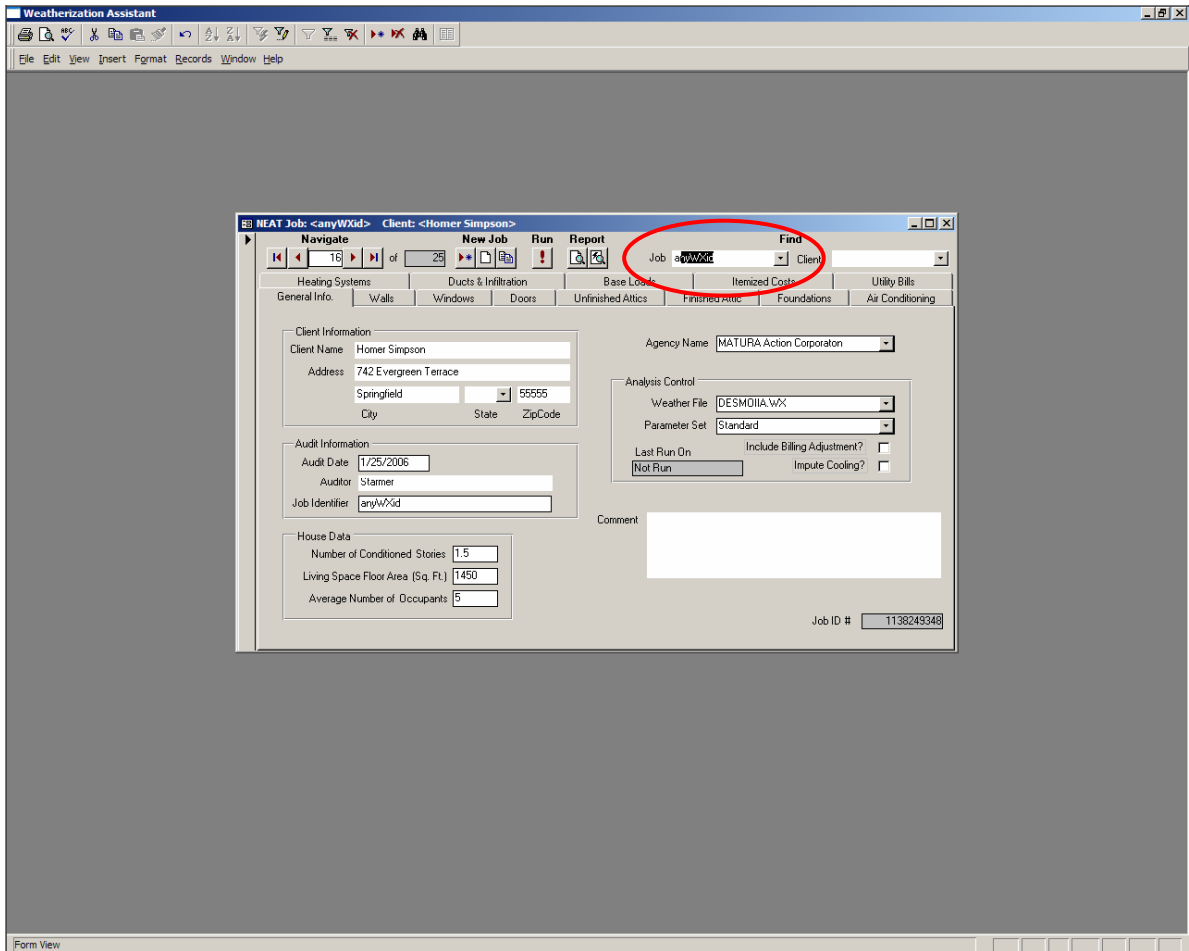 Weatherization Assistant
File Edit View Insert Format Records Window Help
NEAT Job: <anyWXid> Client: <Homer Simpson>
Navigate New Job Run Report Find
16 of 25 Job anyWXid Client
Heating Systems Ducts & Infiltration Base Loads Itemized Costs Utility Bills
General Info. Walls Windows Doors Unfinished Attics Finished Attic Foundations Air Conditioning
Client Information
Client Name Homer Simpson
Address 742 Evergreen Terrace
Springfield 55555
City State ZipCode
Agency Name MATURA Action Corporaton
Analysis Control
Weather File DESMOIIA.WX
Parameter Set Standard
Last Run On Include Billing Adjustment?
Not Run Impute Cooling?
Audit Information
Audit Date 1/25/2006
Auditor Starmer
Job Identifier anyWXid
Comment
House Data
Number of Conditioned Stories 1.5
Living Space Floor Area (Sq. Ft.) 1450
Average Number of Occupants 5
Job ID # 1138249348
Form View